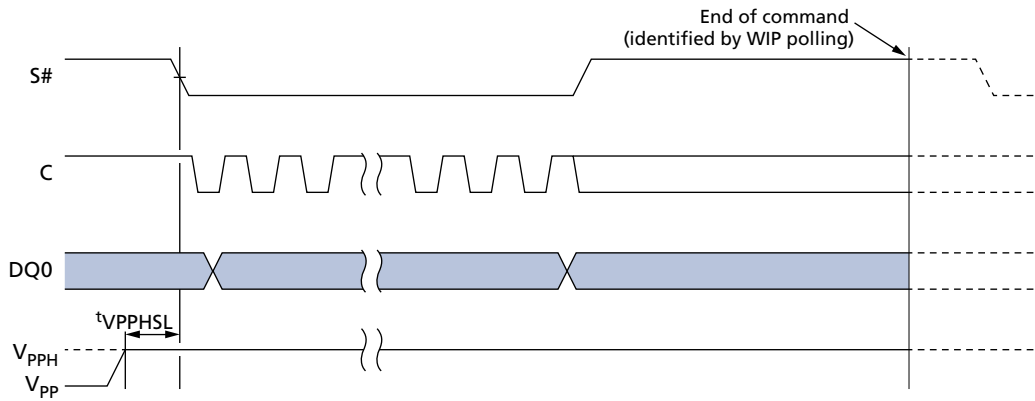 End of command
(identified by WIP polling)
S#
C
DQ0
tVPPHSL
VPPH
VPP